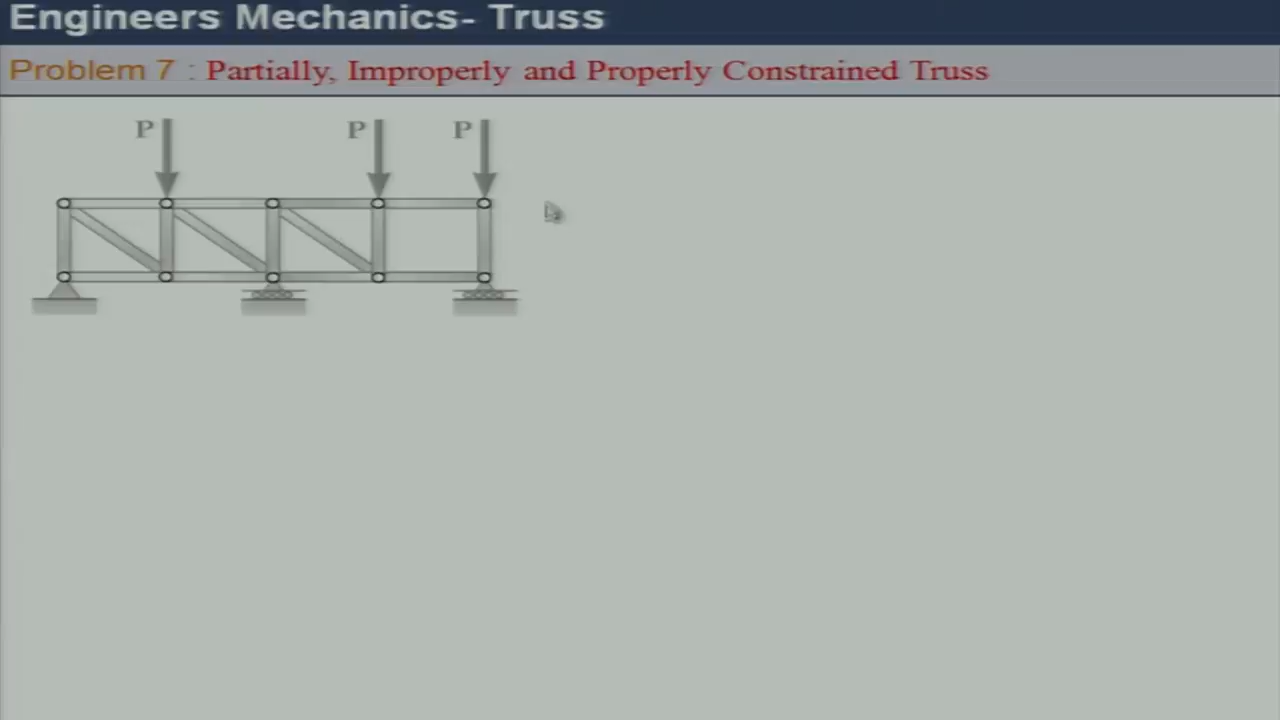 Engineers Mechanics- Truss
Problem 7 : Partially, Improperly and Properly Constrained Truss
P P P